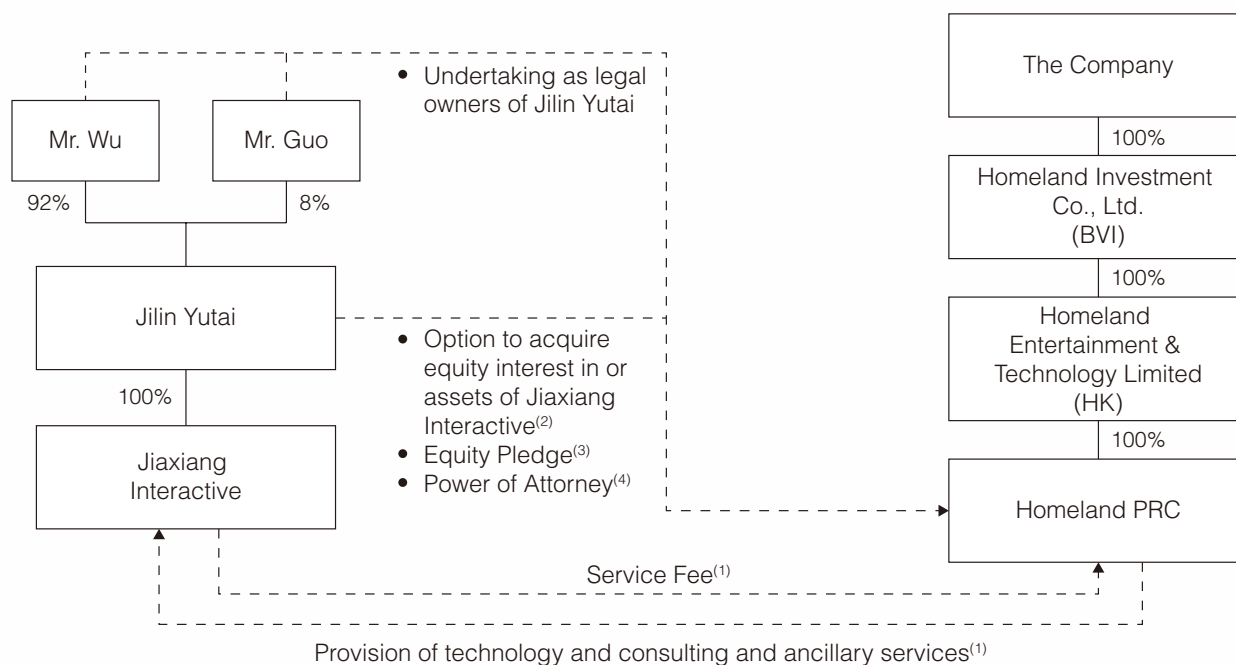 • Undertaking as legal
owners of Jilin Yutai
Mr. Wu
Mr. Guo
92%
8%
Jilin Yutai
• Option to acquire
equity interest in or
assets of Jiaxiang
Interactive(2)
• Equity Pledge(3)
• Power of Attorney(4)
100%
Jiaxiang
Interactive
The Company
100%
Homeland Investment
Co., Ltd.
(BVI)
100%
Homeland
Entertainment &
Technology Limited
(HK)
100%
Homeland PRC
Service Fee(1)
Provision of technology and consulting and ancillary services(1)